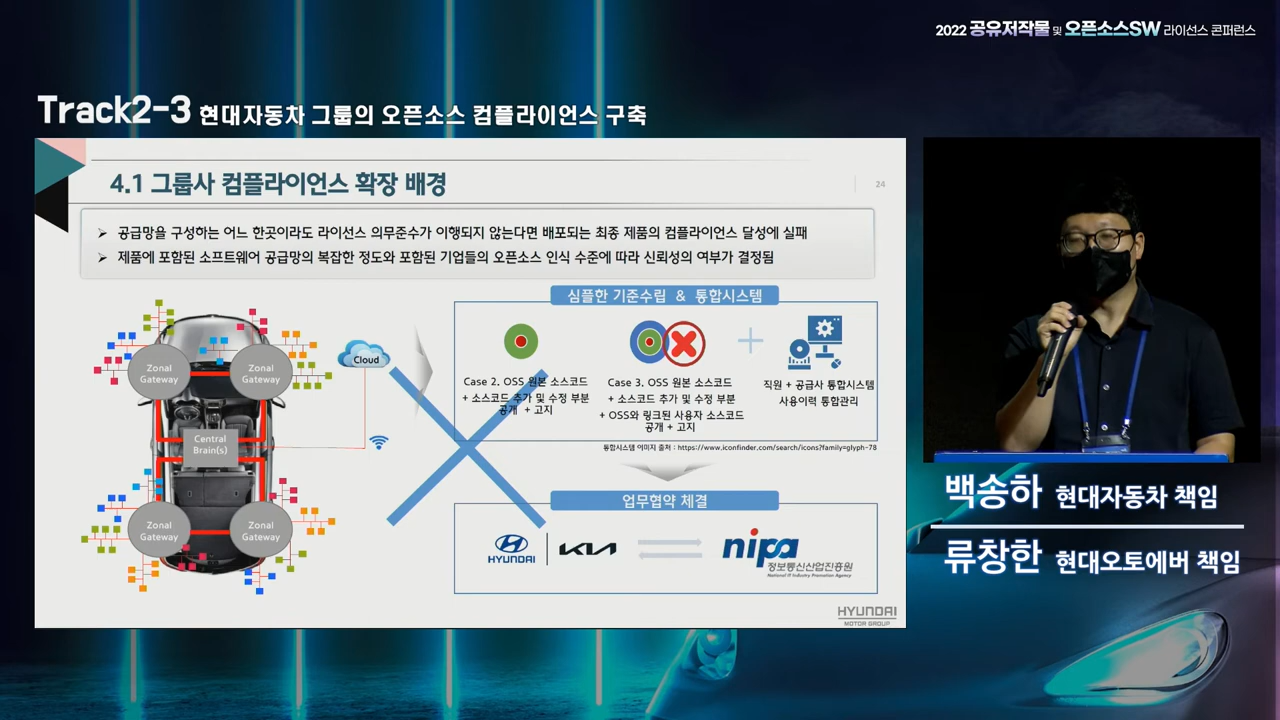 2022 공유저작물 및 오픈소스SW 라이선스 콘퍼런스
Track2-3 현대자동차 그룹의 오픈소스 컴플라이언스 구축
4.1 그룹사 컴플라이언스 확장 배경
24
➤ 공급망을 구성하는 어느 한곳이라도 라이선스 의무준수가 이행되지 않는다면 배포되는 최종 제품의 컴플라이언스 달성에 실패
➤ 제품에 포함된 소프트웨어 공급망의 복잡한 정도와 포함된 기업들의 오픈소스 인식 수준에 따라 신뢰성의 여부가 결정됨
Zonal
Gateway
Zonal
Gateway
Central
Brain(s)
Zonal
Gateway
Zonal
Gateway
Cloud
심플한 기준수립 & 통합시스템
Case 2. OSS 원본 소스코드
+ 소스코드 추가 및 수정 부분
공개 + 고지
Case 3. OSS 원본 소스코드
+ 소스코드 추가 및 수정 부분
+ OSS와 링크된 사용자 소스코드
공개 + 고지
직원 + 공급사 통합시스템
사용이력 통합관리
통합시스템 이미지 출처 : https://www.iconfinder.com/search/icons?family=glyph-78
업무협약 체결
HYUNDAI
KIA
nipa
정보통신산업진흥원
National IT Industry Promotion Agency
HYUNDAI
MOTOR GROUP
백송하 현대자동차 책임
류창한 현대오토에버 책임